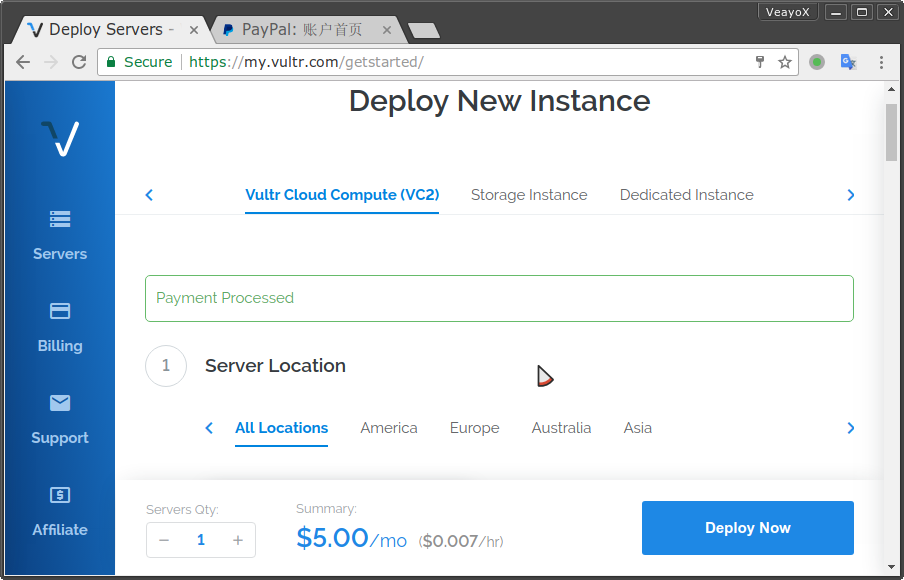 VeayoX
Deploy Servers -
PayPal: 账户首页
Secure
https://my.vultr.com/getstarted/
Deploy New Instance
Vultr Cloud Compute (VC2) Storage Instance Dedicated Instance
Servers
Payment Processed
Billing
1 Server Location
All Locations America Europe Australia Asia
Support
Affiliate
Servers Qty:
− 1 +
Summary:
$5.00/mo ($0.007/hr)
Deploy Now